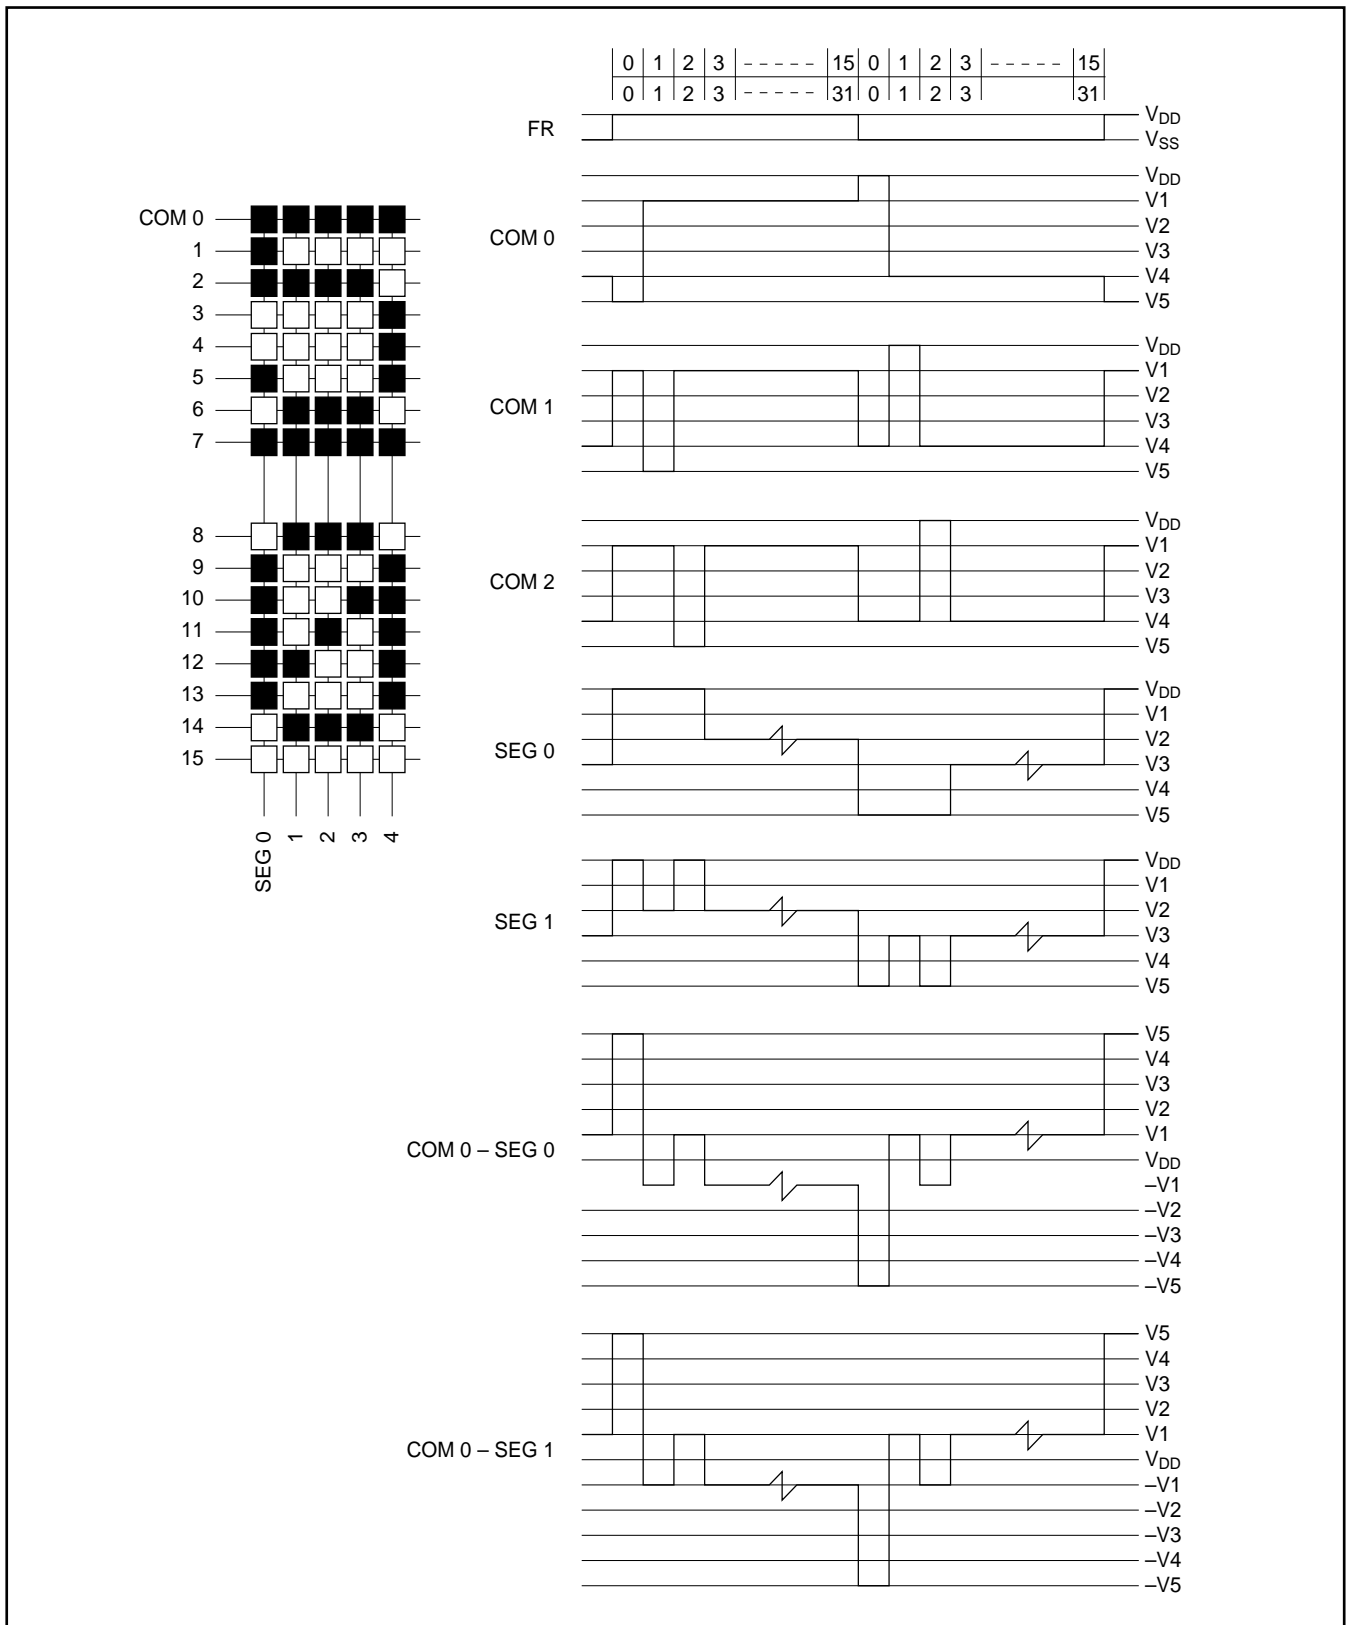 0 1 2 3 15 0 1 2 3 15
0 1 2 3 31 0 1 2 3 31
FR
VDD
VSS
COM 0
1
2
3
4
5
6
7
8
9
10
11
12
13
14
15
SEG 0
1
2
3
4
COM 0
VDD
V1
V2
V3
V4
V5
COM 1
VDD
V1
V2
V3
V4
V5
COM 2
VDD
V1
V2
V3
V4
V5
SEG 0
VDD
V1
V2
V3
V4
V5
SEG 1
VDD
V1
V2
V3
V4
V5
COM 0 – SEG 0
V5
V4
V3
V2
V1
VDD
–V1
–V2
–V3
–V4
–V5
COM 0 – SEG 1
V5
V4
V3
V2
V1
VDD
–V1
–V2
–V3
–V4
–V5